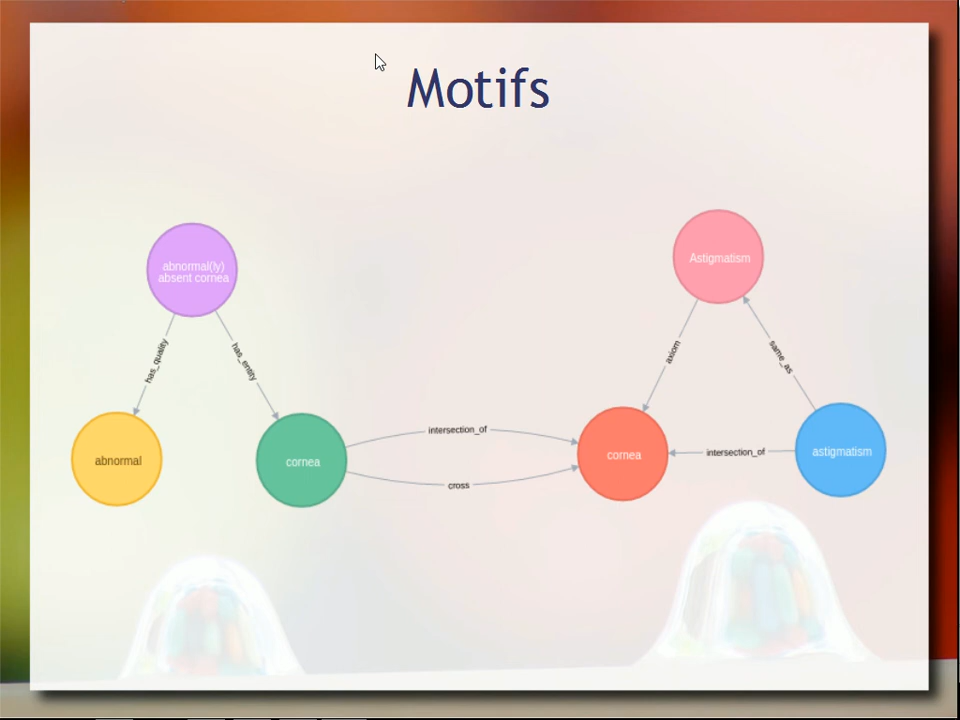 Motifs
abnormal(ly)
absent cornea
Astigmatism
has_quality
has_entity
axiom
same_as
abnormal
cornea
intersection_of
cross
cornea
intersection_of
astigmatism